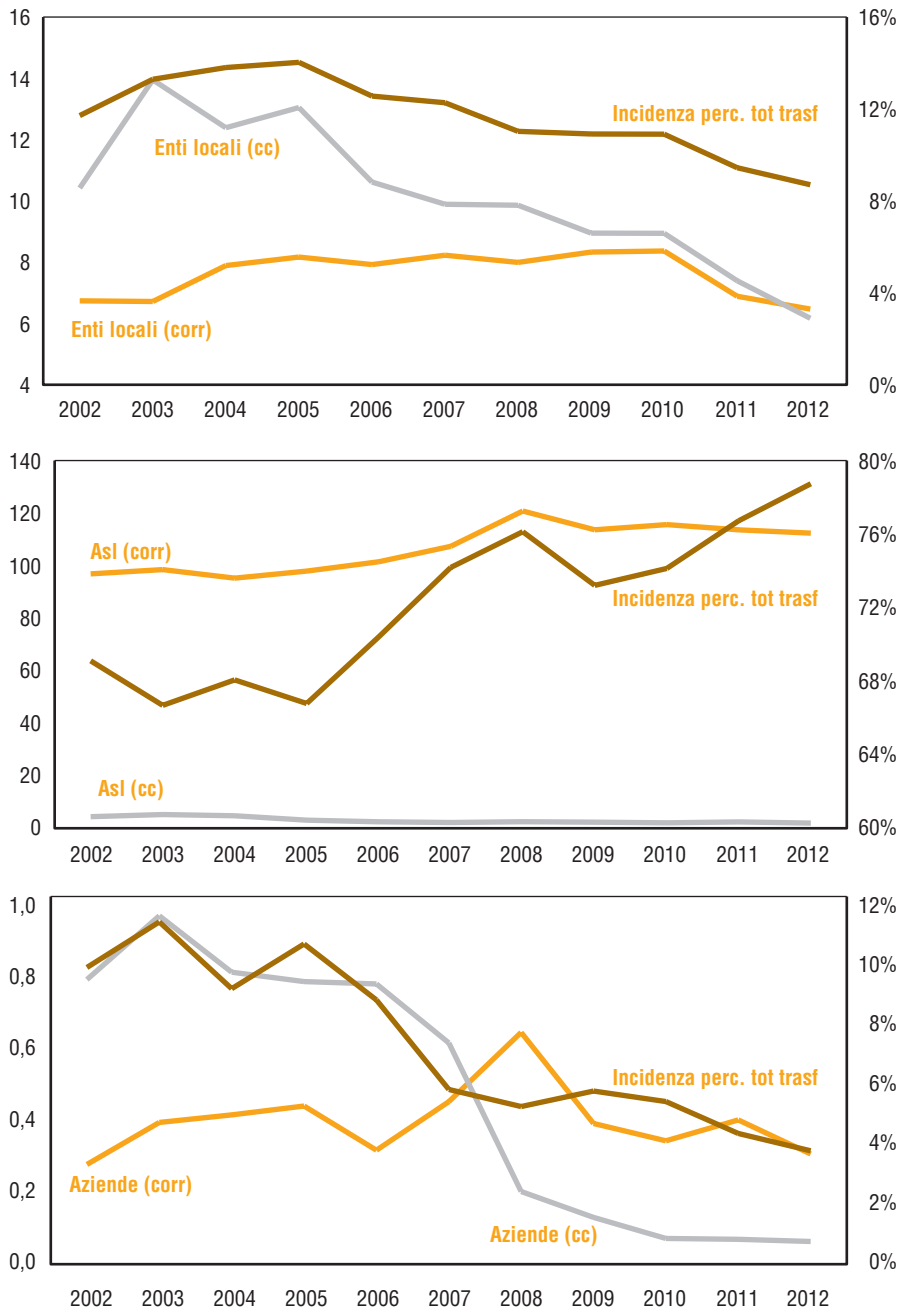 16 16%
14
Incidenza perc. tot trasf
12%
12
Enti locali (cc)
10
8%
8
4%
Enti locali (corr)
6
4 0%
2002 2003 2004 2005 2006 2007 2008 2009 2010 2011 2012
140 80%
120
76%
Asl (corr)
100
Incidenza perc. tot trasf
72%
80
60
68%
40
64%
Asl (cc)
20
0 60%
2002 2003 2004 2005 2006 2007 2008 2009 2010 2011 2012
1,0 12%
10%
0,8
8%
0,6
Incidenza perc. tot trasf
6%
0,4
4%
Aziende (corr)
0,2
2%
Aziende (cc)
0,0 0%
2002 2003 2004 2005 2006 2007 2008 2009 2010 2011 2012